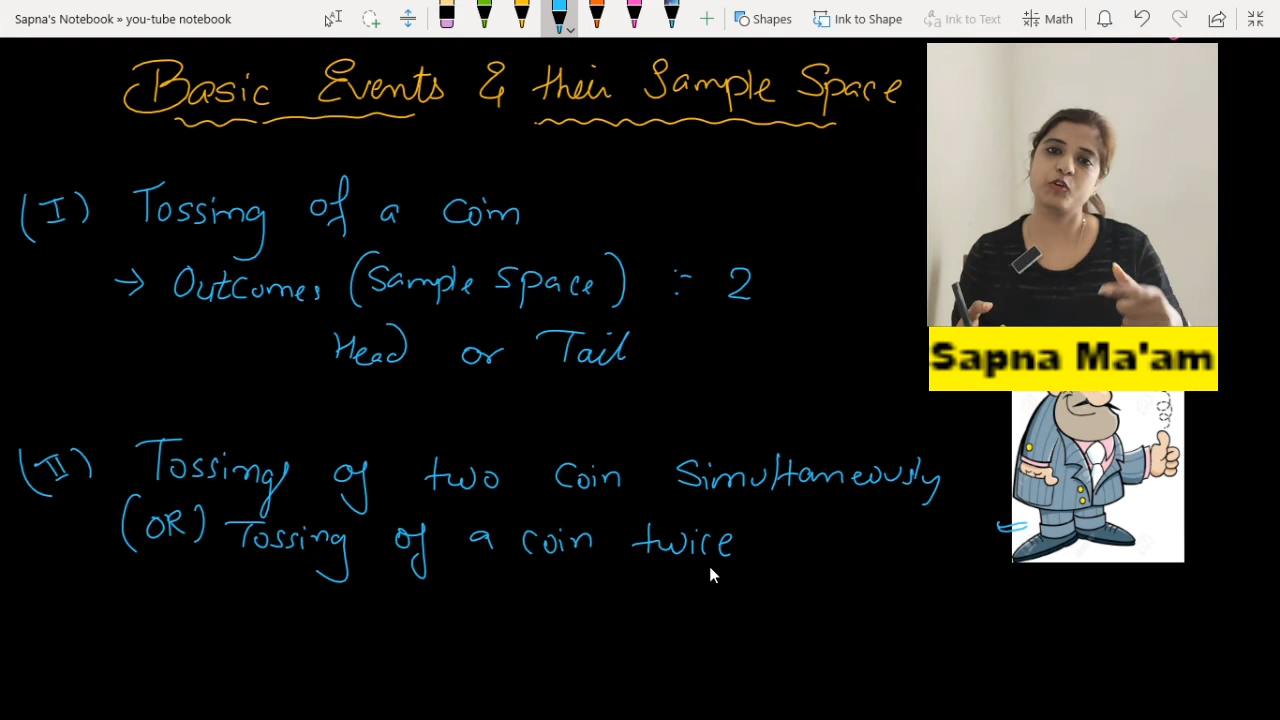 Sapna's Notebook » you-tube notebook
Shapes
Ink to Shape
Ink to Text
Math
Basic Events & their Sample Space
(I) Tossing of a Coin
→ Outcomes (Sample Space) :- 2
Head or Tail
Sapna Ma'am
(II) Tossing of two Coin Simultaneously
(OR) Tossing of a coin twice